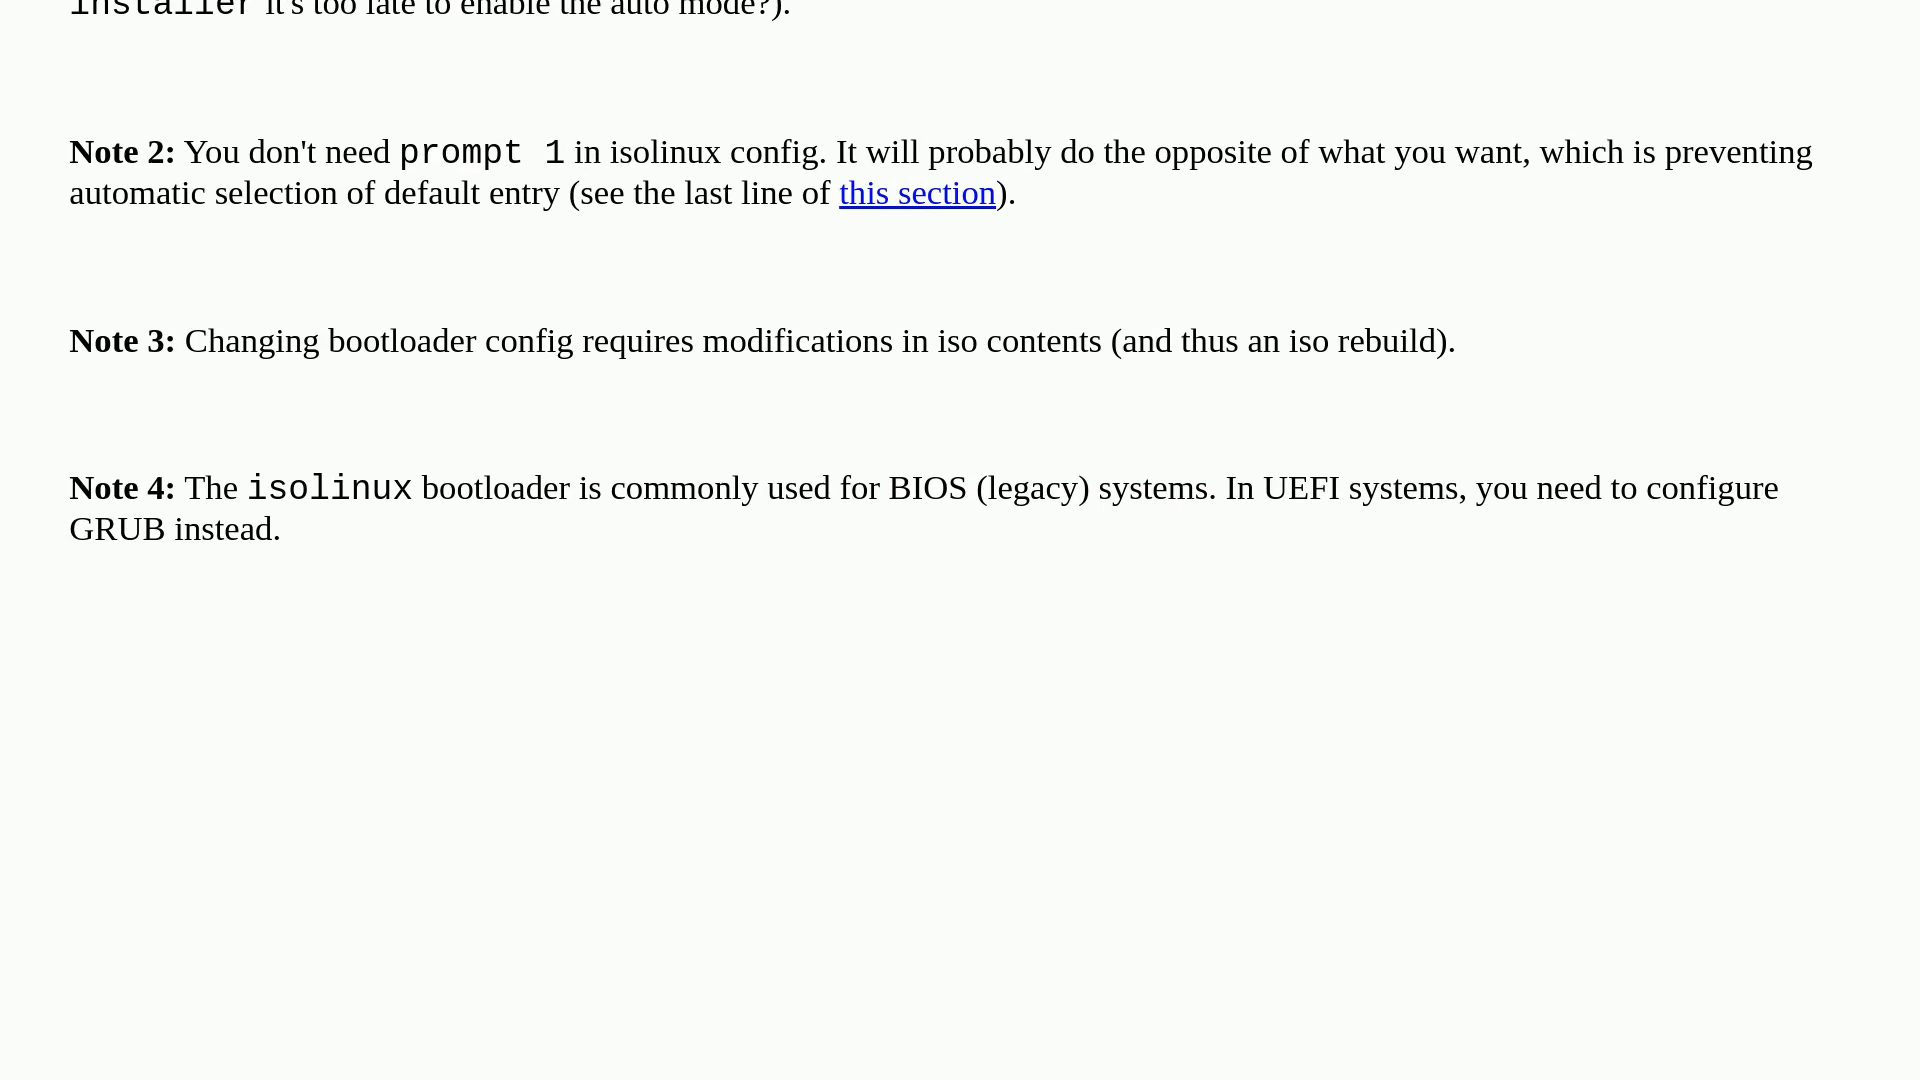 installer it's too late to enable the auto mode?).
Note 2: You don't need prompt 1 in isolinux config. It will probably do the opposite of what you want, which is preventing
automatic selection of default entry (see the last line of this section).
Note 3: Changing bootloader config requires modifications in iso contents (and thus an iso rebuild).
Note 4: The isolinux bootloader is commonly used for BIOS (legacy) systems. In UEFI systems, you need to configure
GRUB instead.